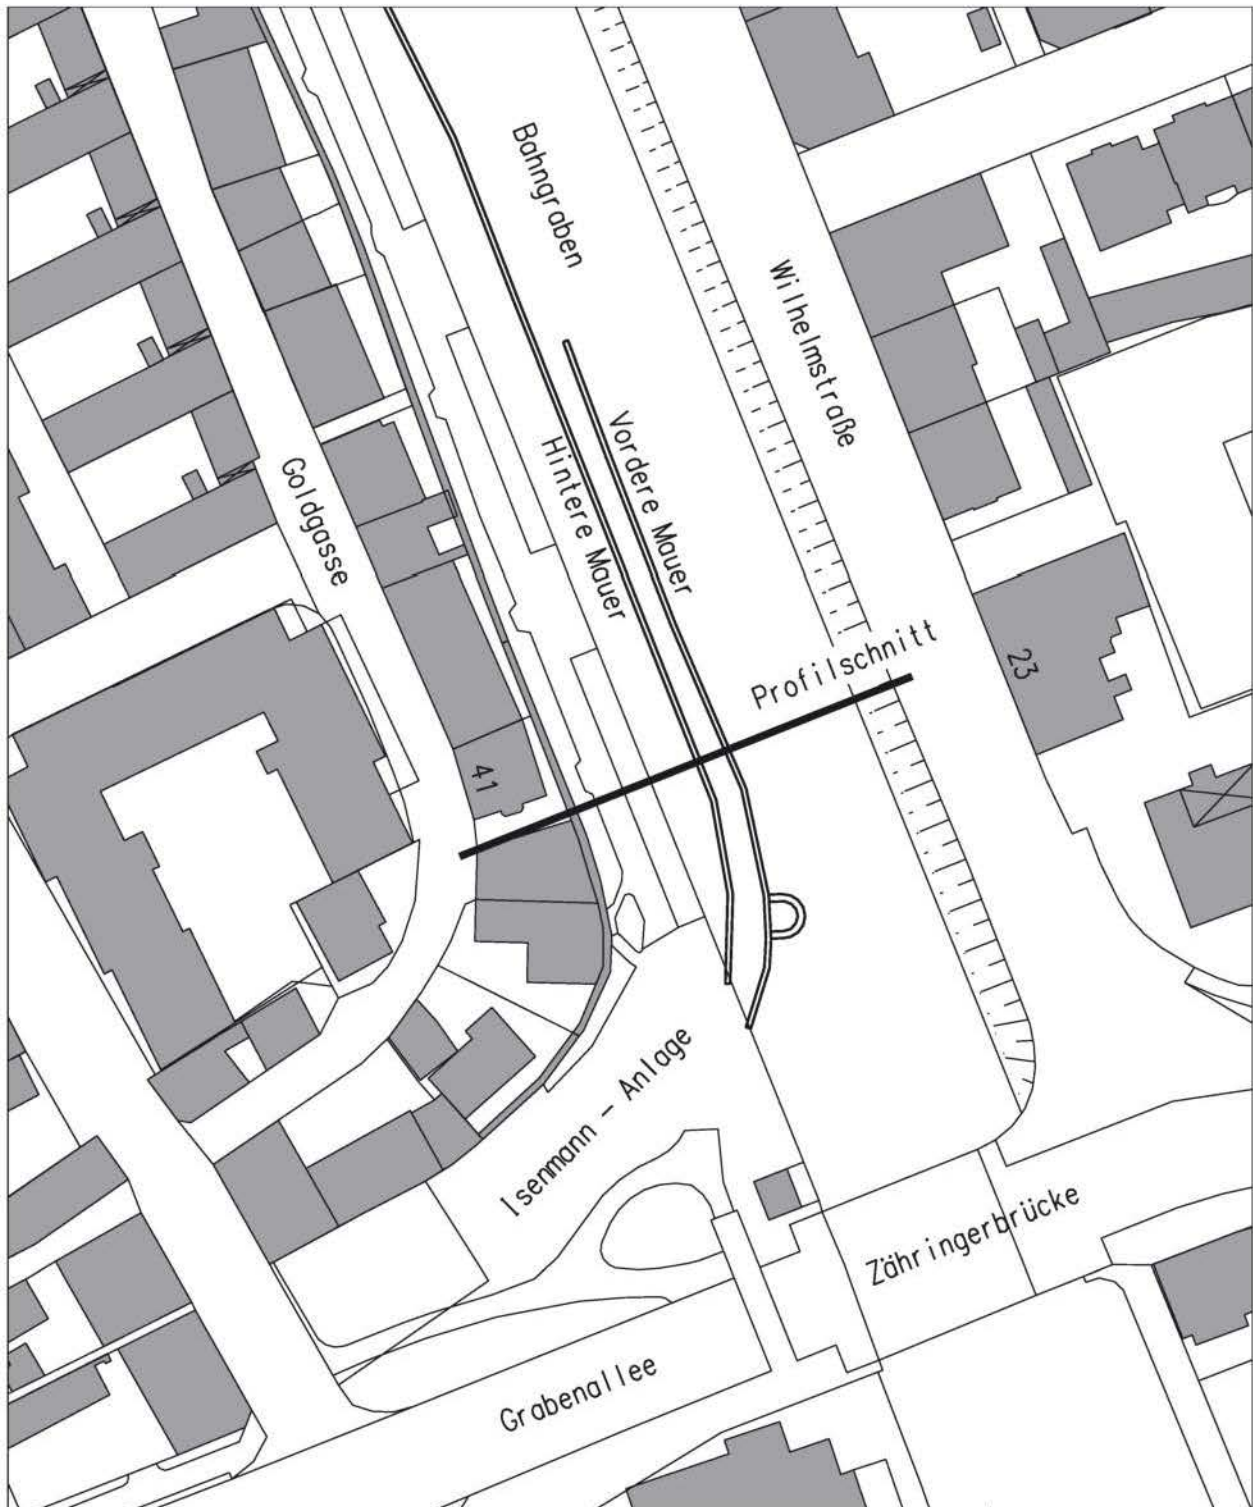 Bahngraben
Wilhelmstraße
Vordere Mauer
Hintere Mauer
Goldgasse
Profilschnitt
23
41
Isenmann - Anlage
Zähringerbrücke
Grabenallee